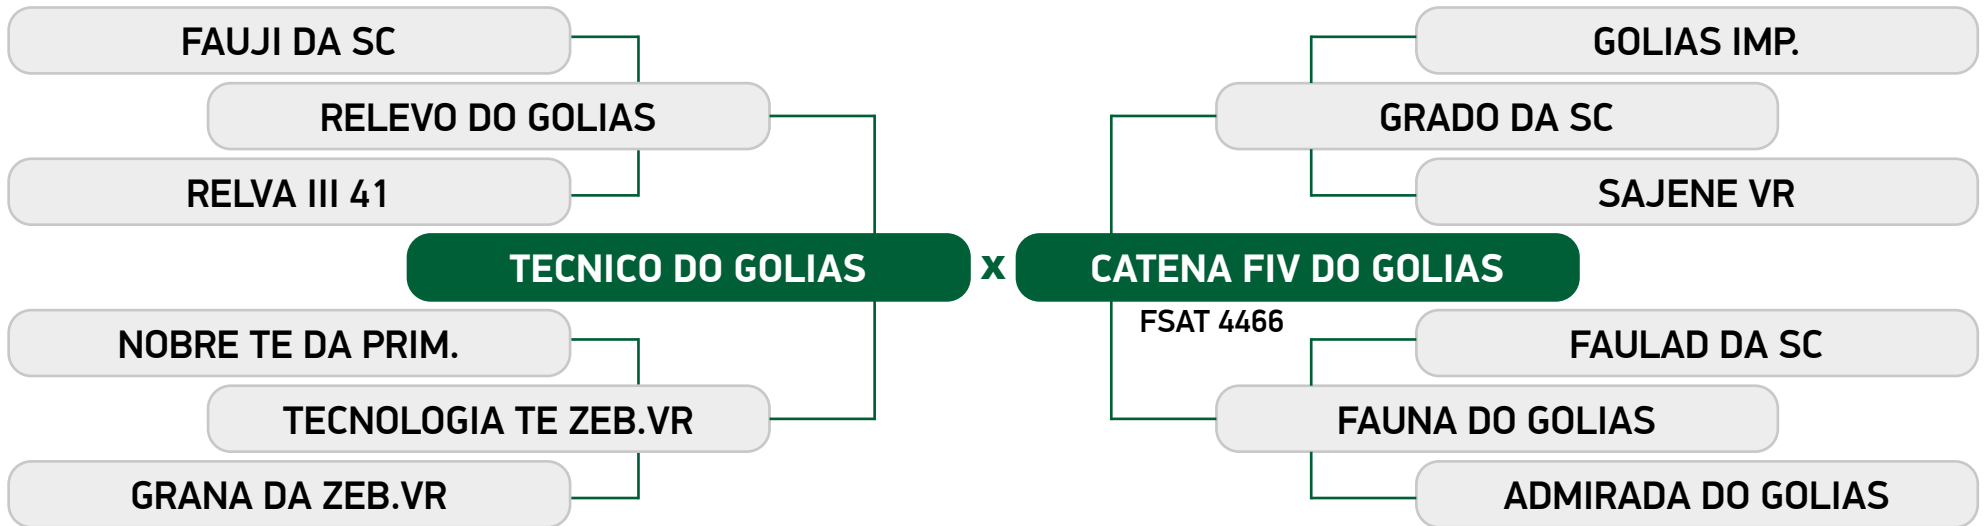 FAUJI DA SC
GOLIAS IMP.
RELEVO DO GOLIAS
GRADO DA SC
RELVA III 41
SAJENE VR
TECNICO DO GOLIAS x CATENA FIV DO GOLIAS
FSAT 4466
NOBRE TE DA PRIM.
FAULAD DA SC
TECNOLOGIA TE ZEB.VR
FAUNA DO GOLIAS
GRANA DA ZEB.VR
ADMIRADA DO GOLIAS